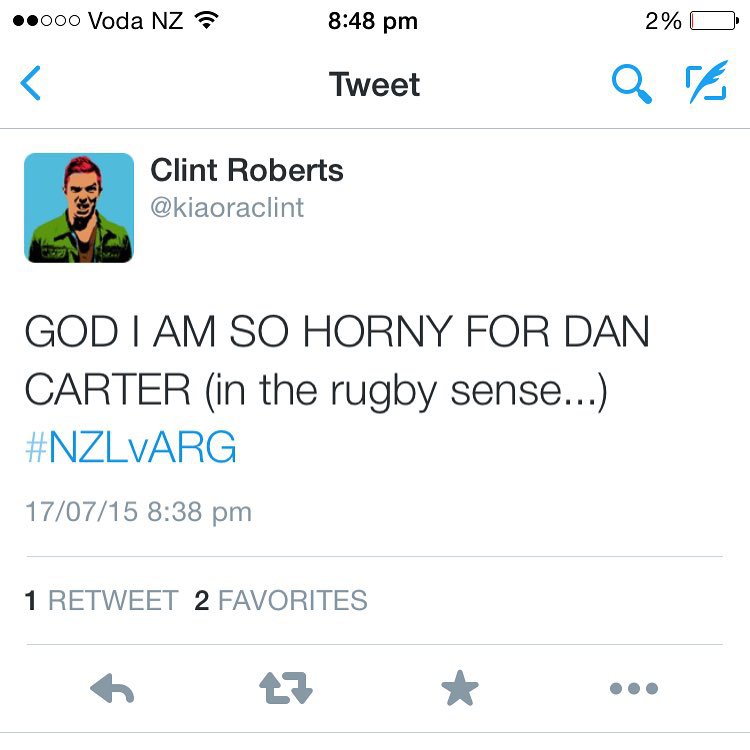 Voda NZ 8:48 pm 2%
Tweet
Clint Roberts
@kiaoraclint
GOD I AM SO HORNY FOR DAN
CARTER (in the rugby sense...)
#NZLvARG
17/07/15 8:38 pm
1 RETWEET 2 FAVORITES